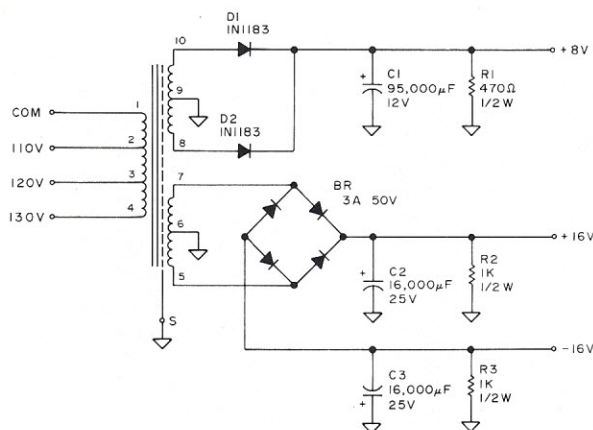 D1
IN1183
10
+8V
C1
95,000µF
12V
+
R1
470Ω
1/2W
9
COM
1
D2
IN1183
110V
2
8
120V
3
7
130V
4
BR
3A 50V
6
+16V
5
+
C2
16,000µF
25V
R2
1K
1/2W
S
-16V
C3
16,000µF
25V
+
R3
1K
1/2W